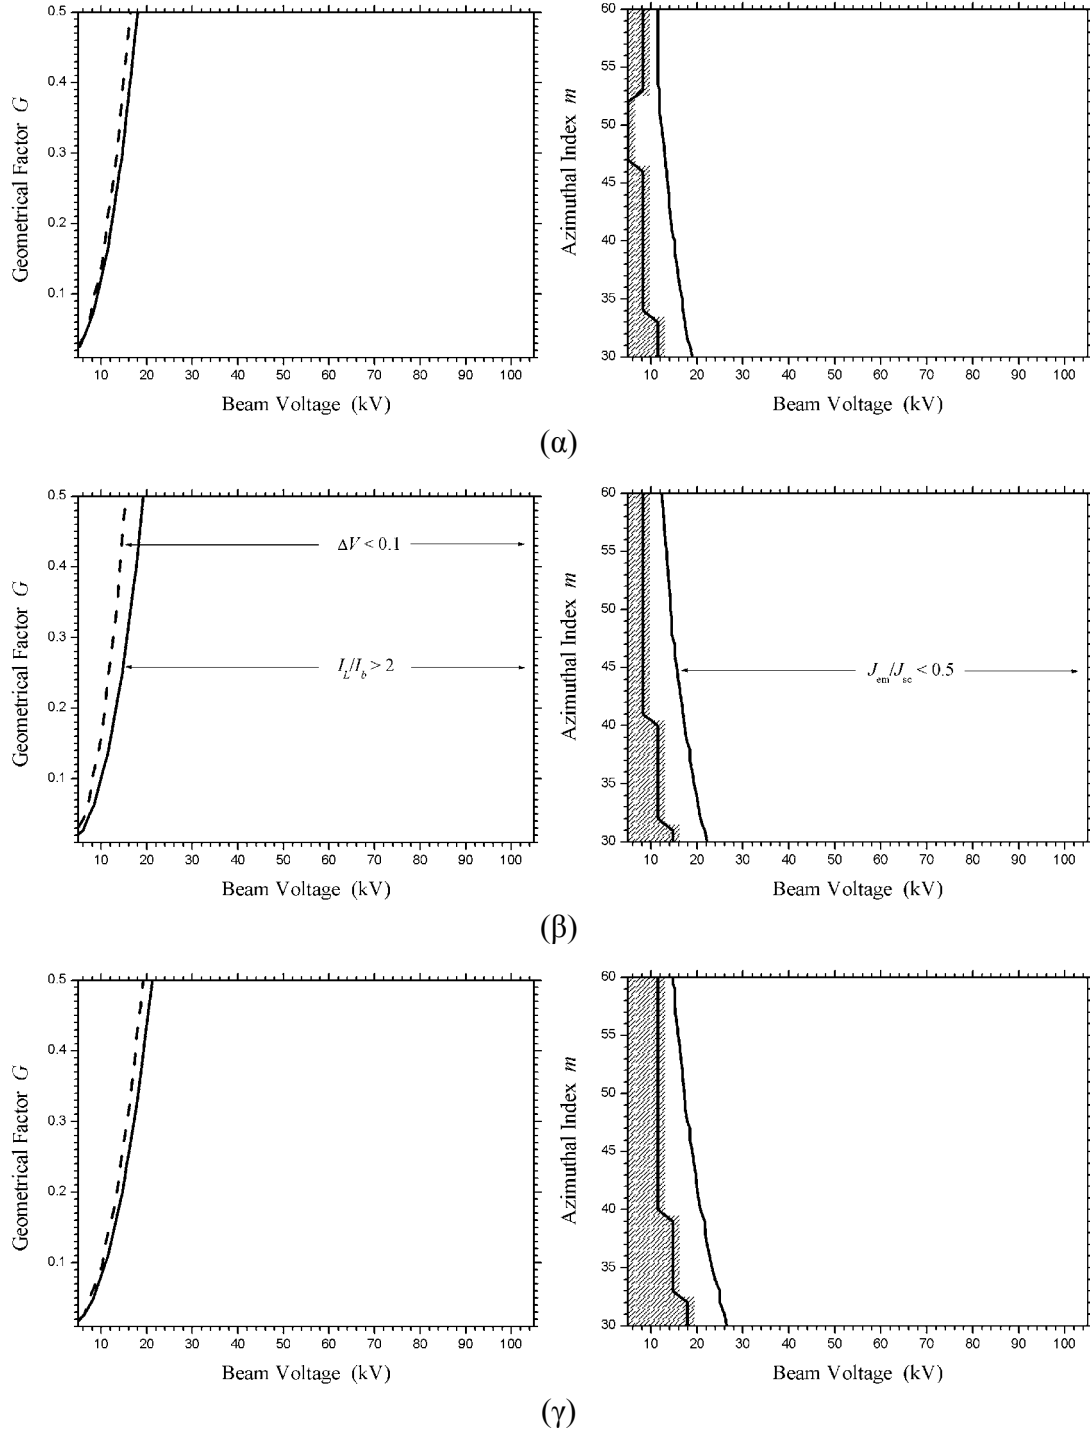 0.5
0.4
0.3
0.2
0.1
Geometrical Factor G
10 20 30 40 50 60 70 80 90 100
Beam Voltage (kV)
60
55
50
45
40
35
30
Azimuthal Index m
10 20 30 40 50 60 70 80 90 100
Beam Voltage (kV)
(α)
0.5
0.4
0.3
0.2
0.1
Geometrical Factor G
ΔV < 0.1
I_L/I_b > 2
10 20 30 40 50 60 70 80 90 100
Beam Voltage (kV)
60
55
50
45
40
35
30
Azimuthal Index m
J_em/J_sc < 0.5
10 20 30 40 50 60 70 80 90 100
Beam Voltage (kV)
(β)
0.5
0.4
0.3
0.2
0.1
Geometrical Factor G
10 20 30 40 50 60 70 80 90 100
Beam Voltage (kV)
60
55
50
45
40
35
30
Azimuthal Index m
10 20 30 40 50 60 70 80 90 100
Beam Voltage (kV)
(γ)